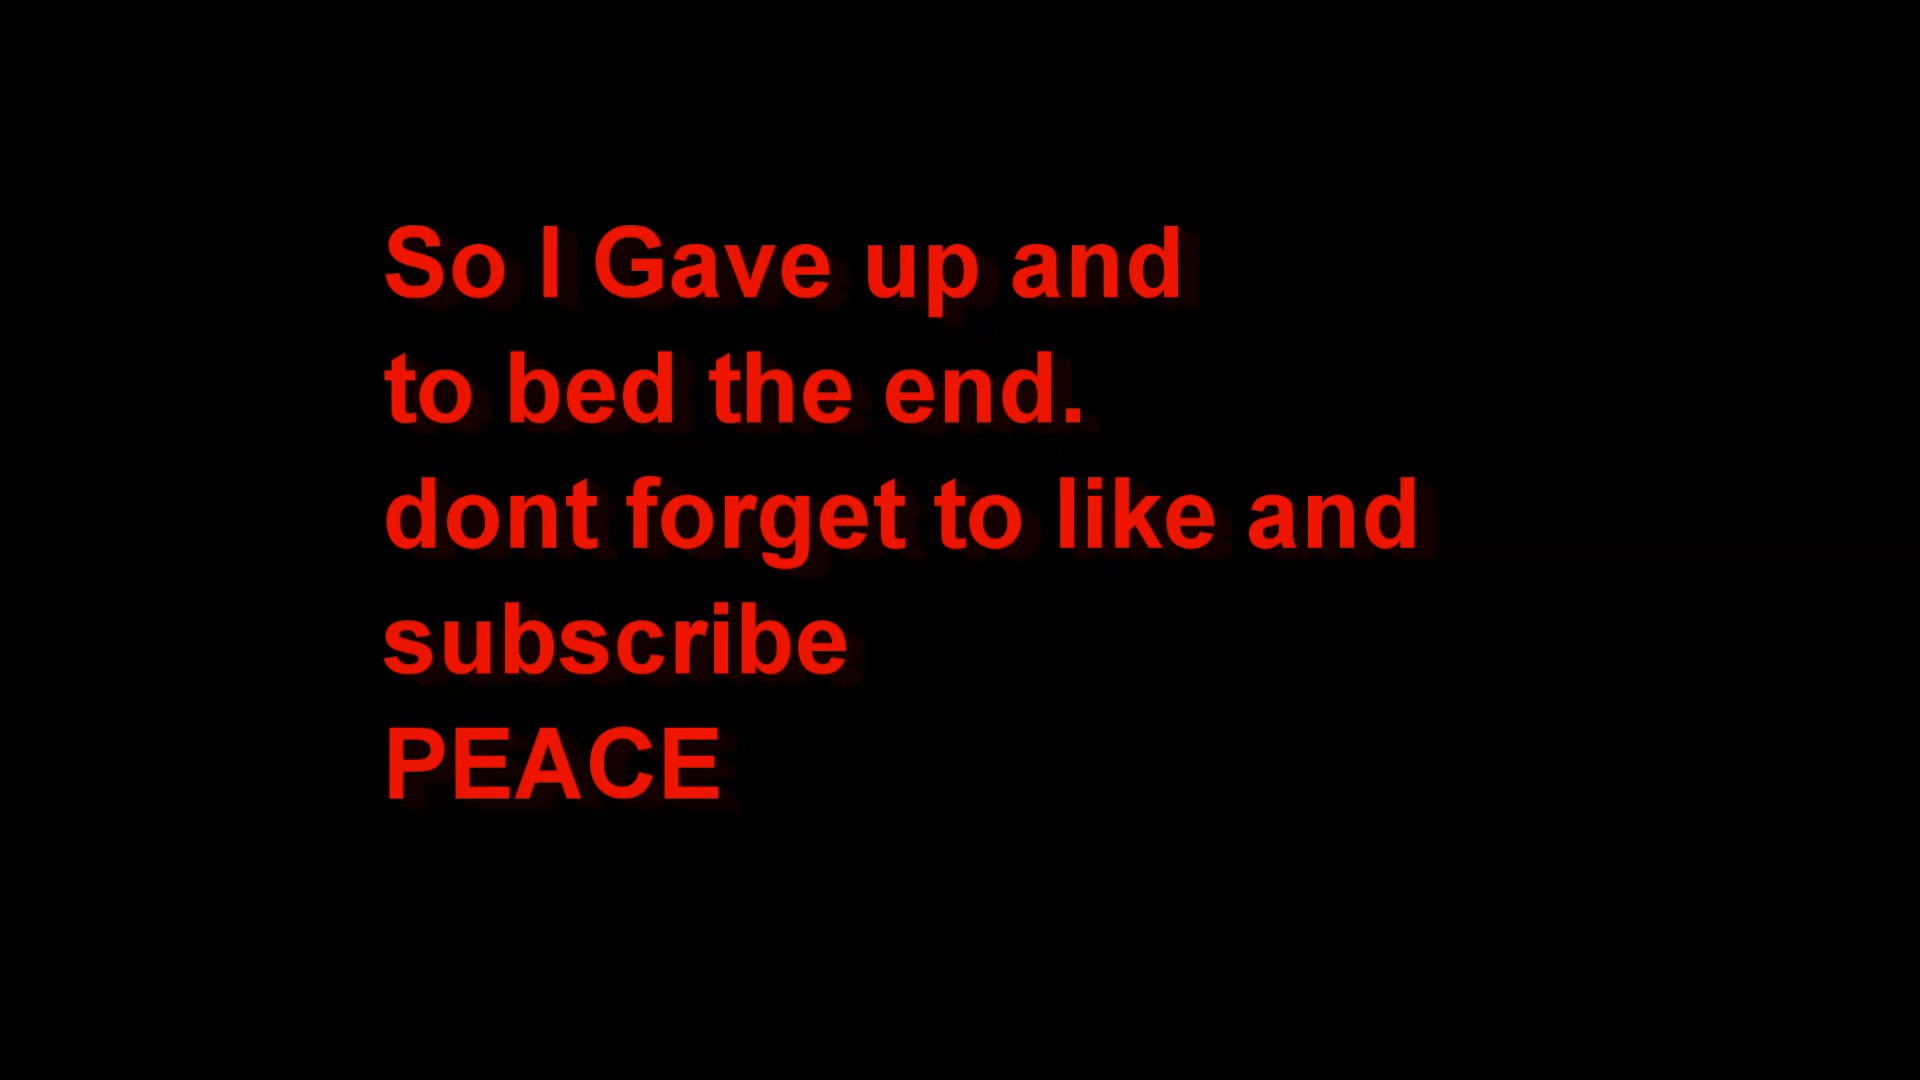 So I Gave up and
to bed the end.
dont forget to like and
subscribe
PEACE